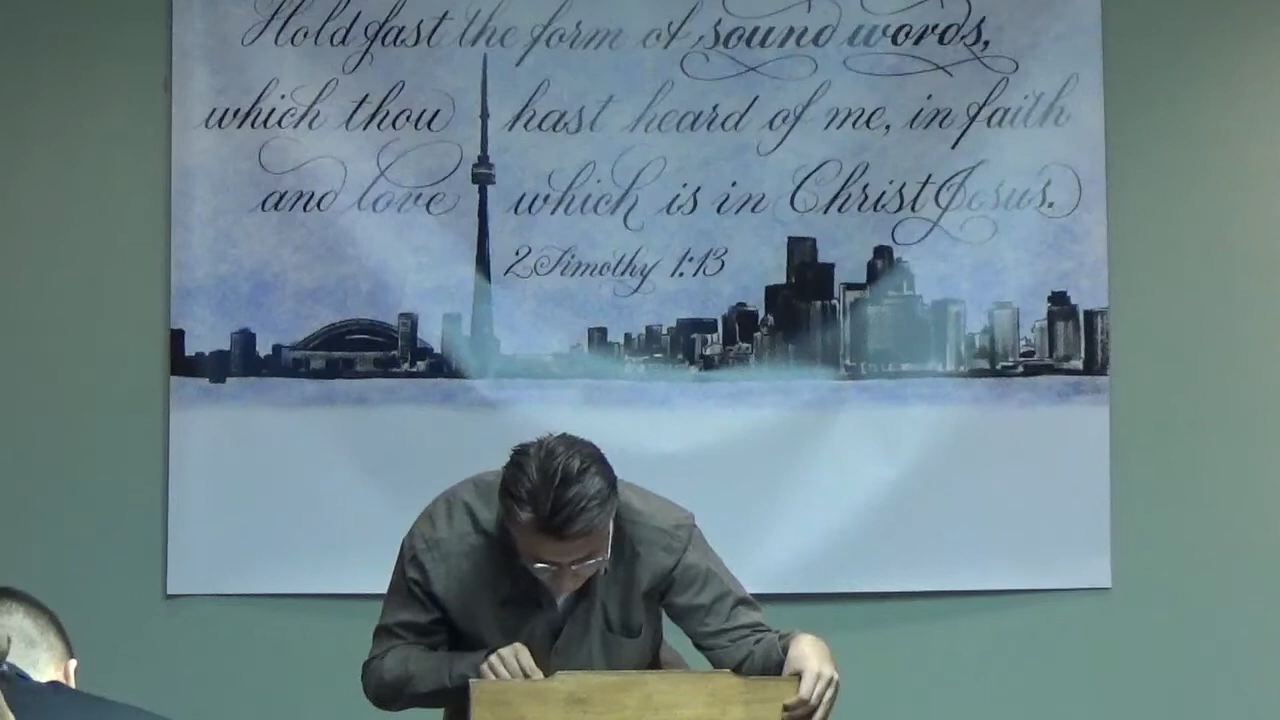 Hold fast the form of sound words,
which thou hast heard of me, in faith
and love which is in Christ Jesus.
2 Timothy 1:13